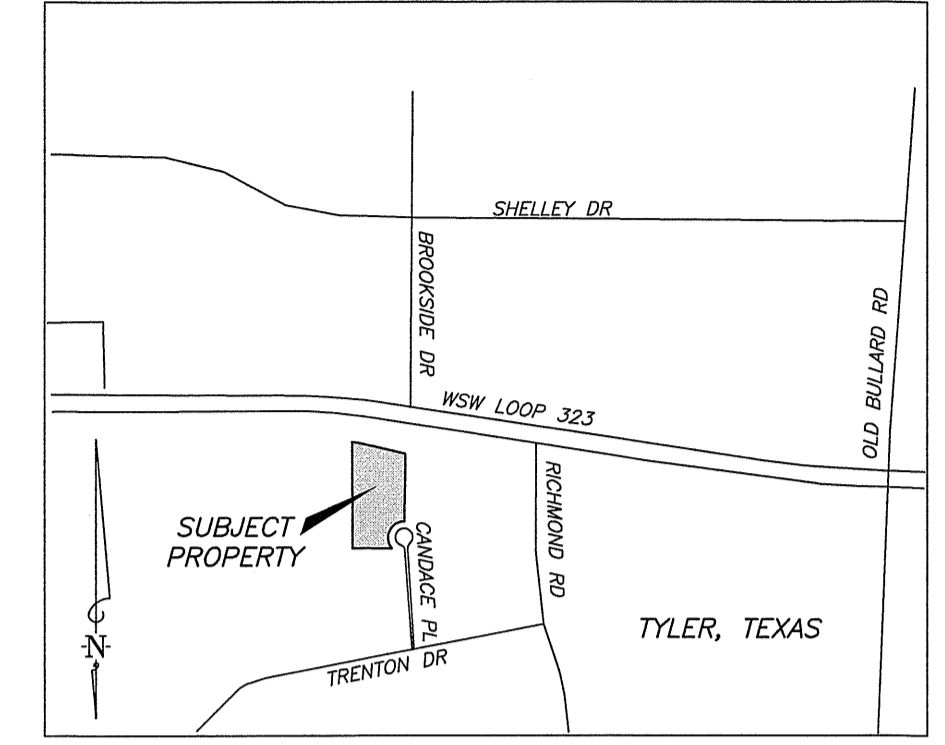 SHELLEY DR
BROOKSIDE DR
OLD BULLARD RD
WSW LOOP 323
RICHMOND RD
SUBJECT
PROPERTY
CANDACE PL
TYLER, TEXAS
N
TRENTON DR